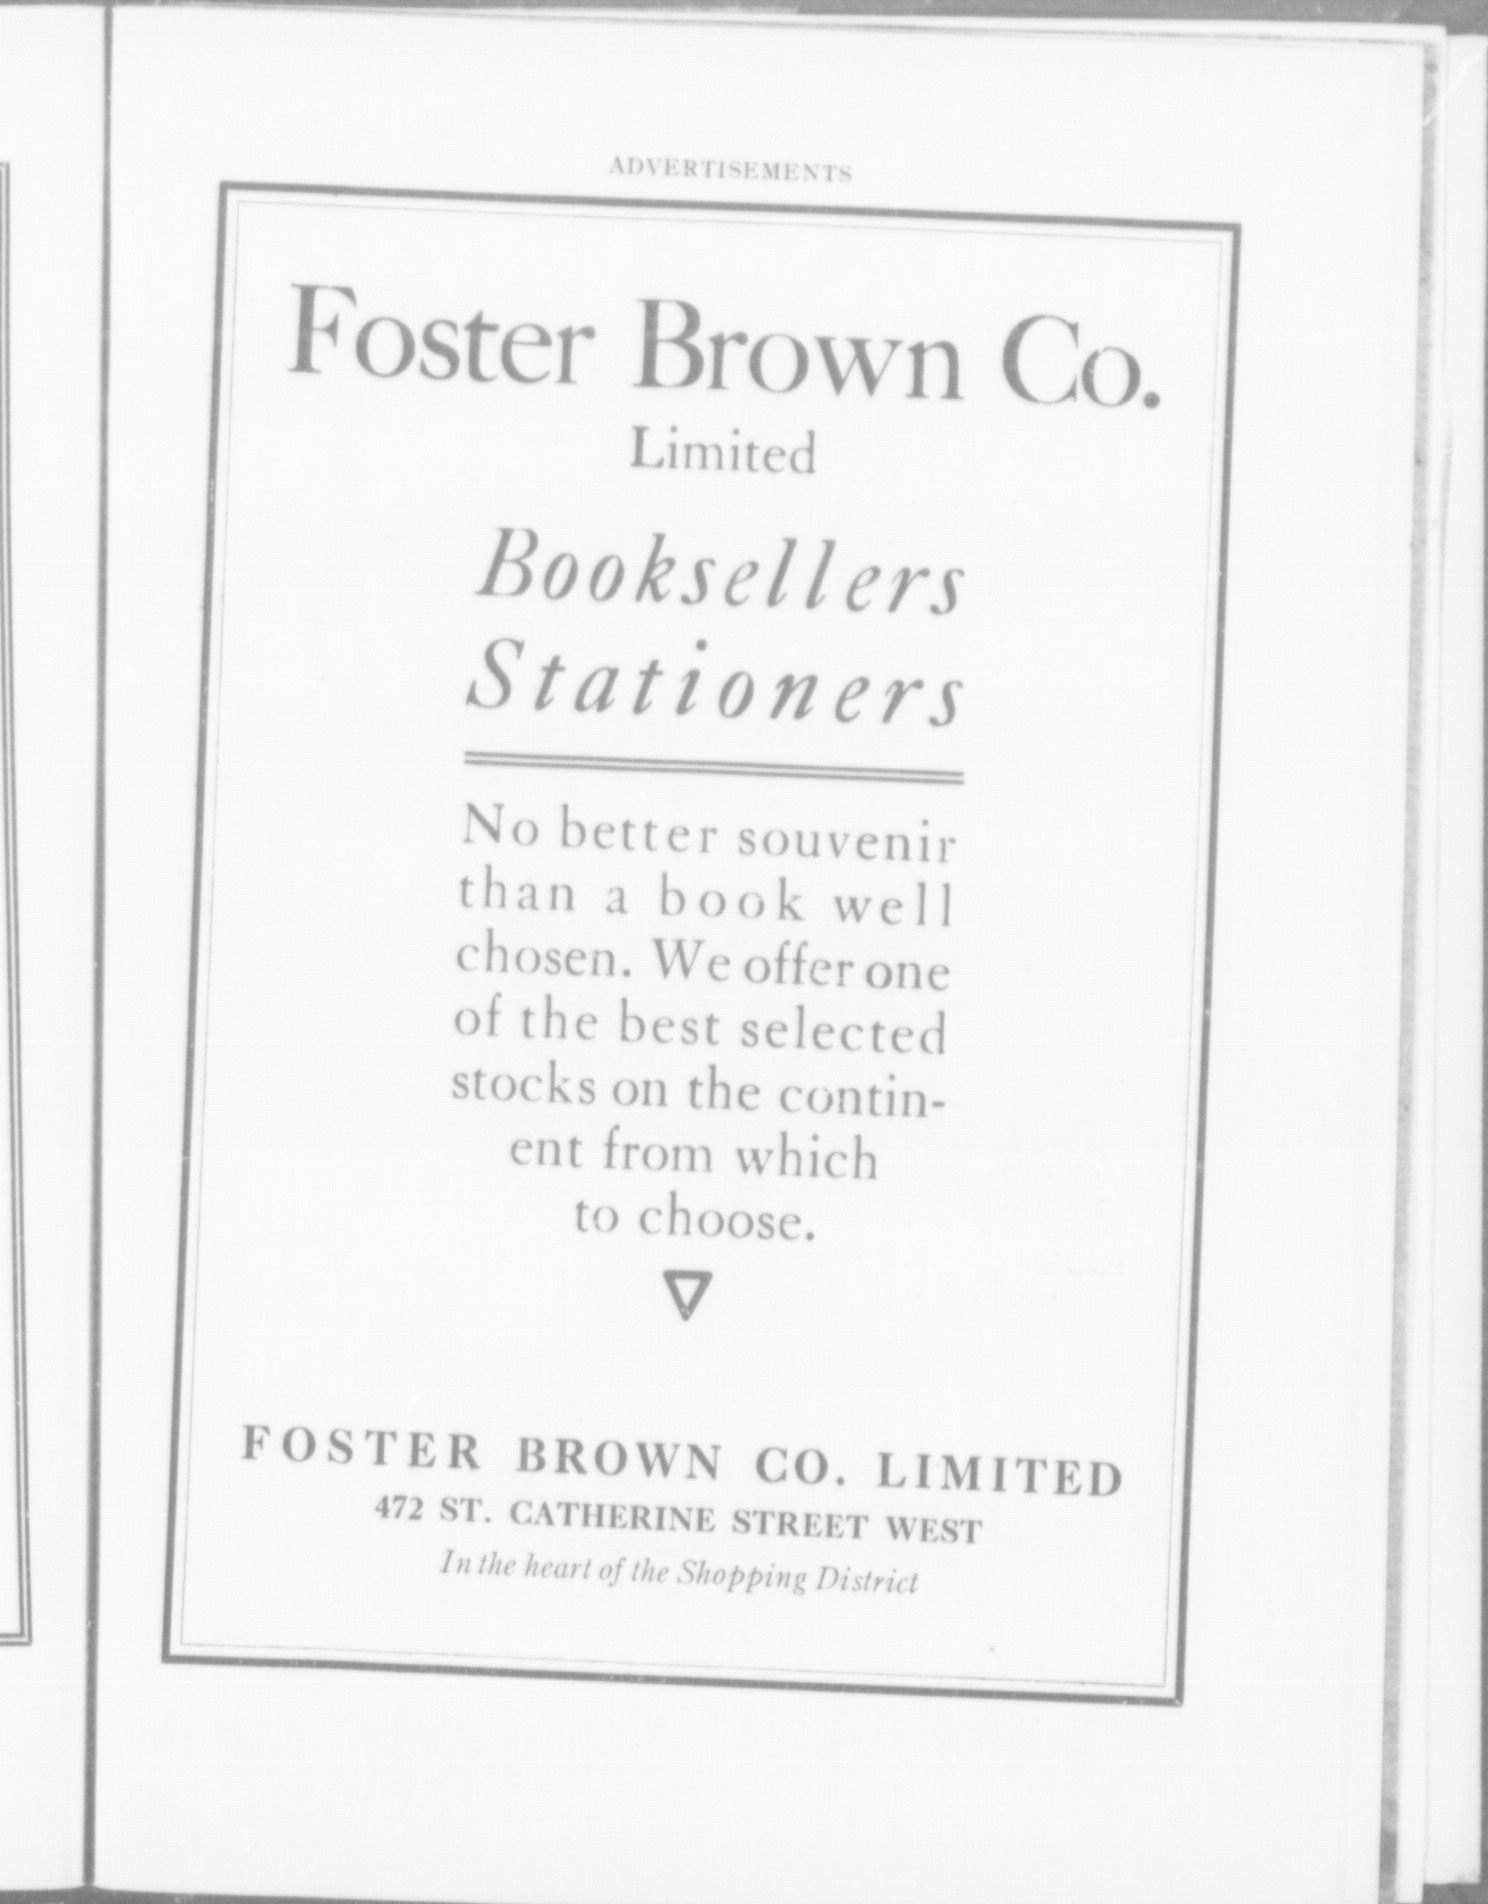 ADVERTISEMENTS
Foster Brown Co.
Limited
Booksellers
Stationers
No better souvenir
than a book well
chosen. We offer one
of the best selected
stocks on the contin-
ent from which
to choose.
FOSTER BROWN CO. LIMITED
472 ST. CATHERINE STREET WEST
In the heart of the Shopping District